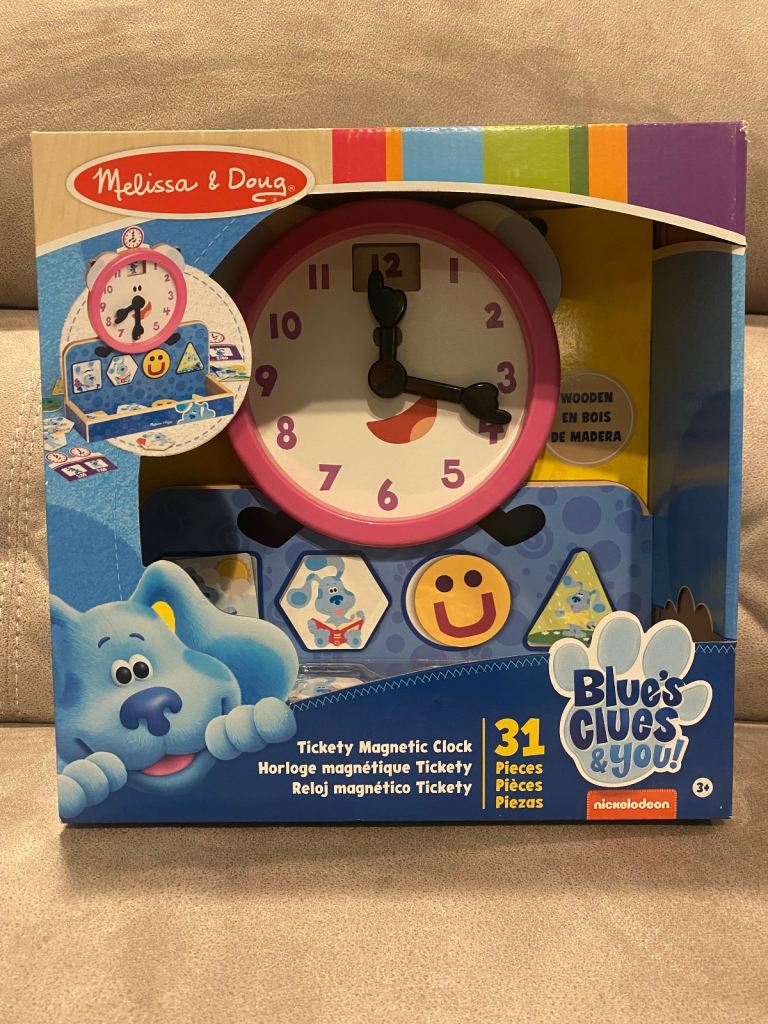 Melissa & Doug®
11 12 1
10 2
9 3
8 4
7 6 5
WOODEN
EN BOIS
DE MADERA
Tickety Magnetic Clock
Horloge magnétique Tickety
Reloj magnético Tickety
31
Pieces
Pièces
Piezas
Blue's
Clues
& You!
nickelodeon
3+